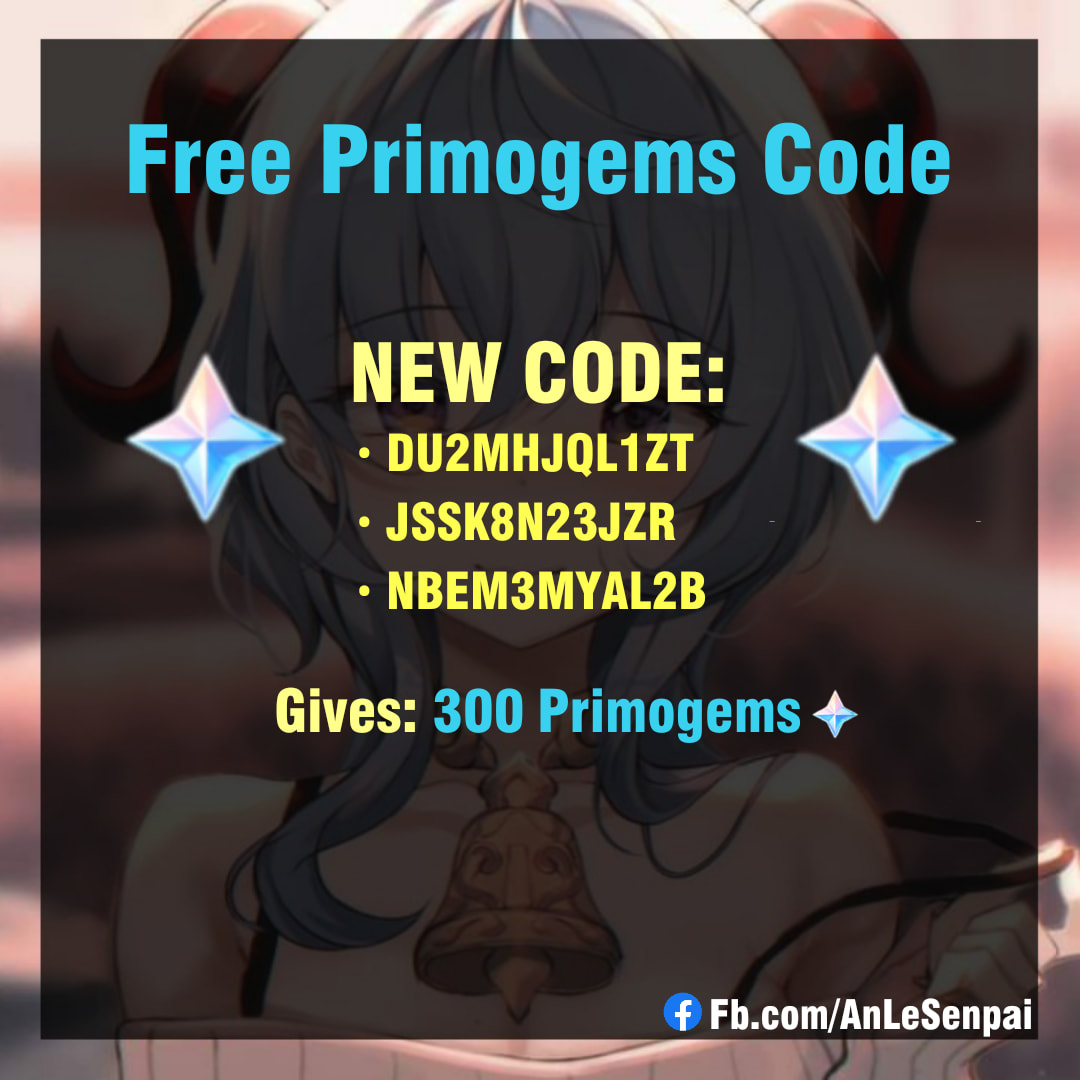 Free Primogems Code
NEW CODE:
• DU2MHJQL1ZT
• JSSK8N23JZR
• NBEM3MYAL2B
Gives: 300 Primogems
Fb.com/AnLeSenpai